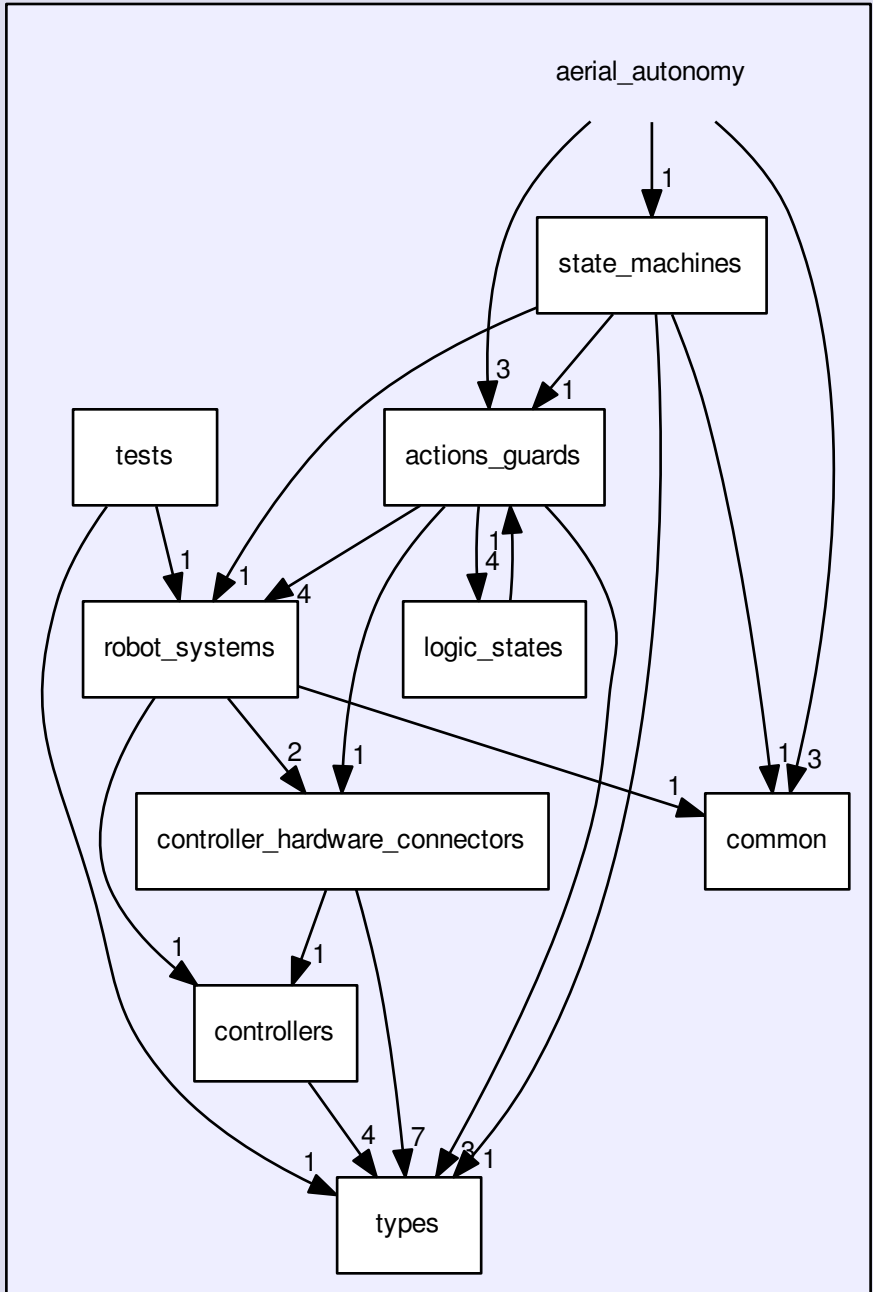 aerial_autonomy
1
state_machines
3
1
tests
actions_guards
1
4
1
1
4
robot_systems
logic_states
2
1
1
1
3
controller_hardware_connectors
common
1
1
controllers
4
7
3
1
1
types